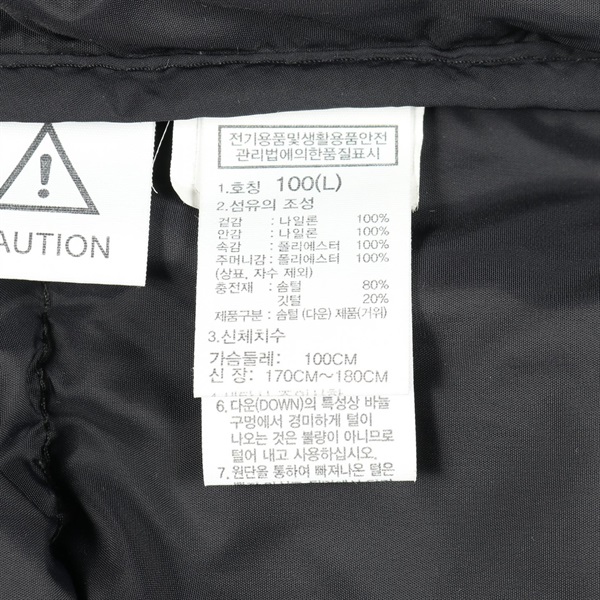 AUTION
전기용품및생활용품안전
관리법에의한품질표시
1.호칭 100(L)
2.섬유의 조성
겉감 : 나일론 100%
안감 : 나일론 100%
속감 : 폴리에스터 100%
주머니감 : 폴리에스터 100%
(상표, 자수 제외)
충전재 : 솜털 80%
깃털 20%
제품구분 : 솜털 (다운) 제품(거위)
3.신체치수
가슴둘레: 100CM
신 장: 170CM~180CM
6. 다운(DOWN)의 특성상 바늘
구멍에서 경미하게 털이
나오는 것은 불량이 아니므로
털어 내고 사용하십시오.
7. 원단을 통하여 빠져나온 털은